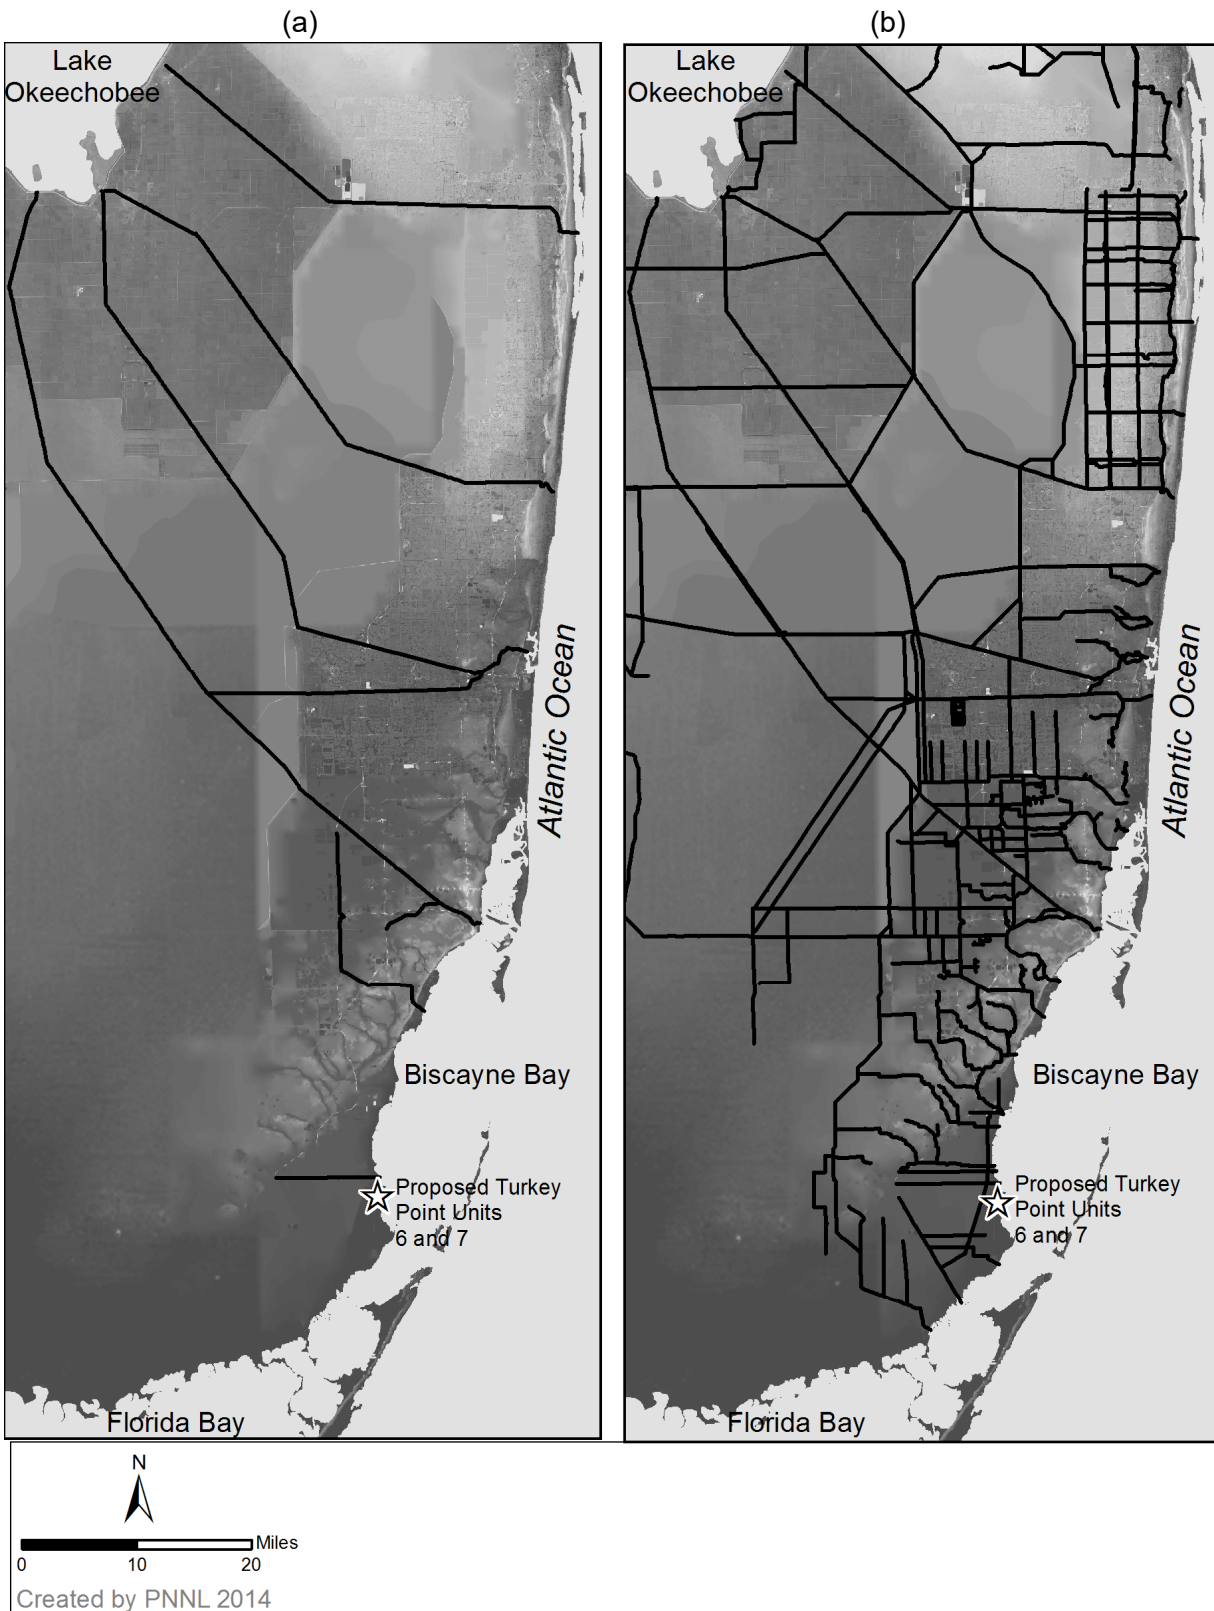 (a)
(b)
Lake
Okeechobee
Lake
Okeechobee
Atlantic Ocean
Atlantic Ocean
Biscayne Bay
Biscayne Bay
Proposed Turkey
Point Units
6 and 7
Proposed Turkey
Point Units
6 and 7
Florida Bay
Florida Bay
N
Miles
0 10 20
Created by PNNL 2014